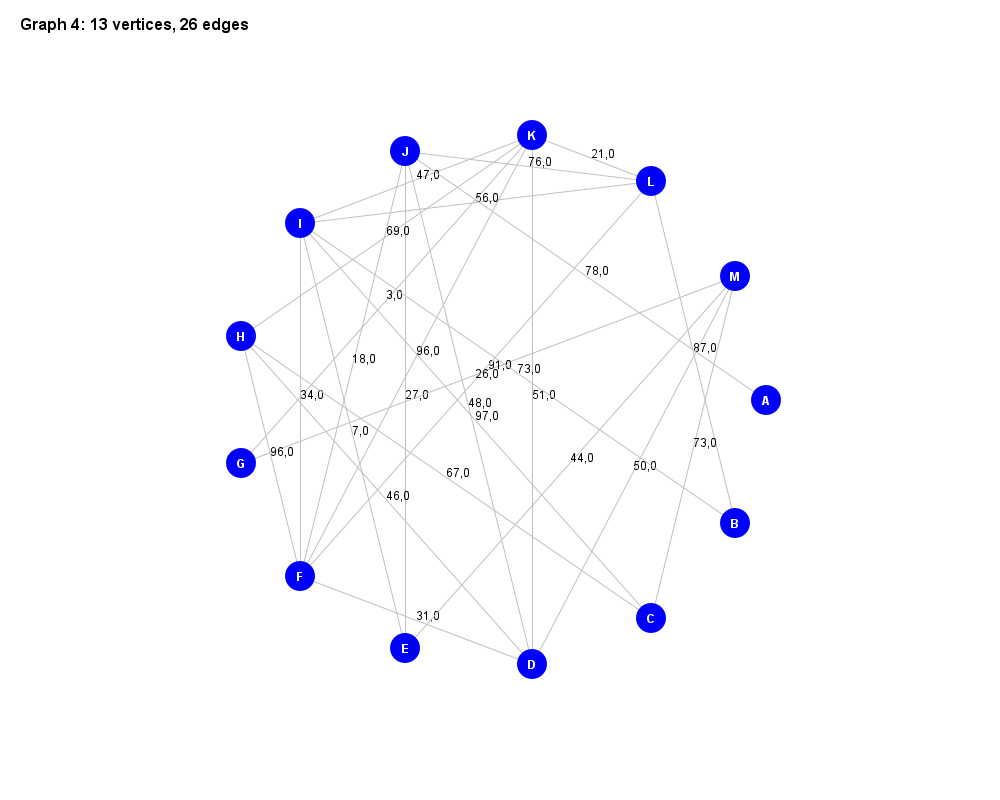 Graph 4: 13 vertices, 26 edges
K
J
21,0
76,0
47,0
L
56,0
I
69,0
78,0
M
3,0
H
87,0
96,0
18,0
91,0
73,0
26,0
34,0
27,0
51,0
A
48,0
97,0
7,0
73,0
96,0
44,0
G
50,0
67,0
46,0
B
F
31,0
C
E
D